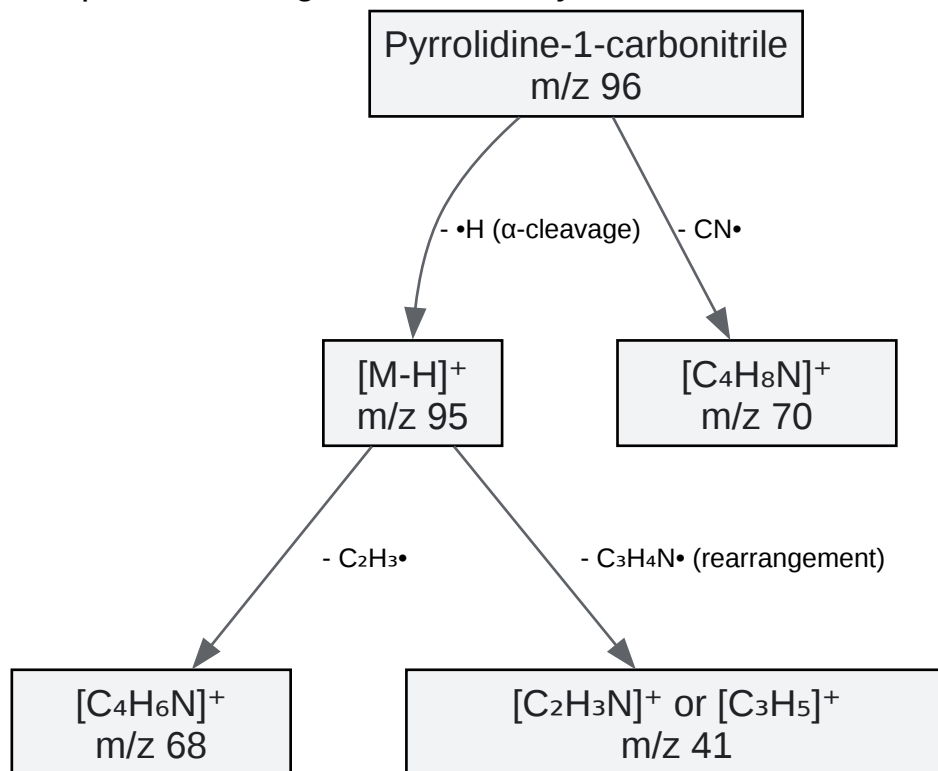 Pyrrolidine-1-carbonitrile
m/z 96
- •H (α-cleavage)
- CN•
[M-H]⁺
m/z 95
[C₄H₈N]⁺
m/z 70
- C₂H₃•
- C₃H₄N• (rearrangement)
[C₄H₆N]⁺
m/z 68
[C₂H₃N]⁺ or [C₃H₅]⁺
m/z 41